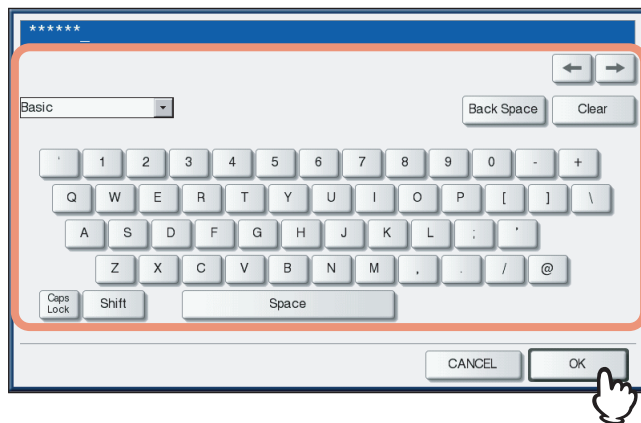 ******_
← →
Basic Back Space Clear
' 1 2 3 4 5 6 7 8 9 0 - +
Q W E R T Y U I O P [ ] \
A S D F G H J K L ; '
Z X C V B N M , . / @
Caps Lock Shift Space
CANCEL OK